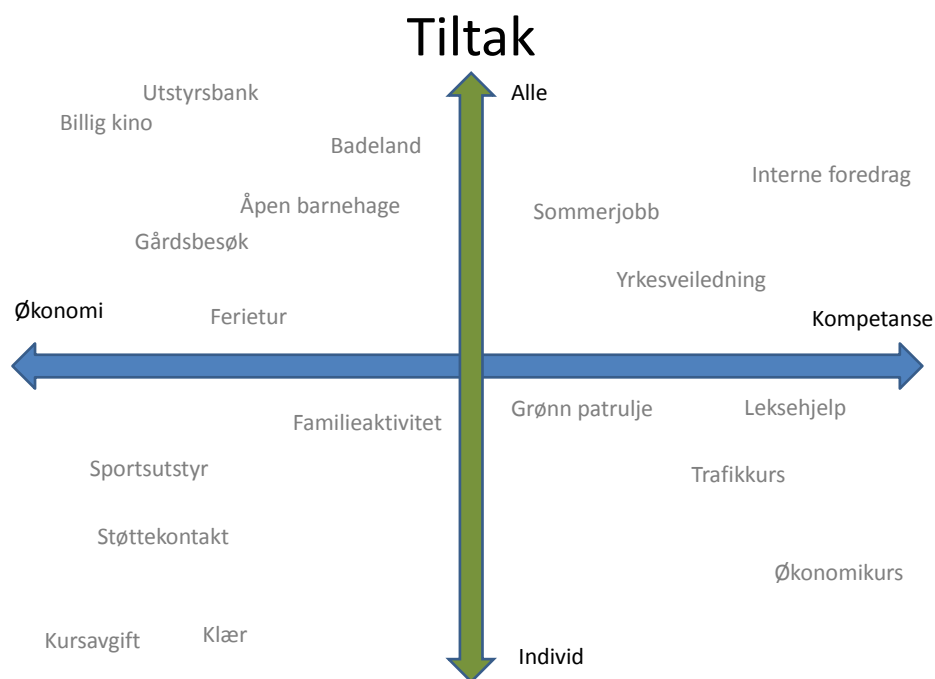 Tiltak
Utstyrsbank
Alle
Billig kino
Badeland
Interne foredrag
Åpen barnehage
Sommerjobb
Gårdsbesøk
Yrkesveiledning
Økonomi
Ferietur
Kompetanse
Familieaktivitet
Grønn patrulje
Leksehjelp
Sportsutstyr
Trafikkurs
Støttekontakt
Økonomikurs
Kursavgift
Klær
Individ